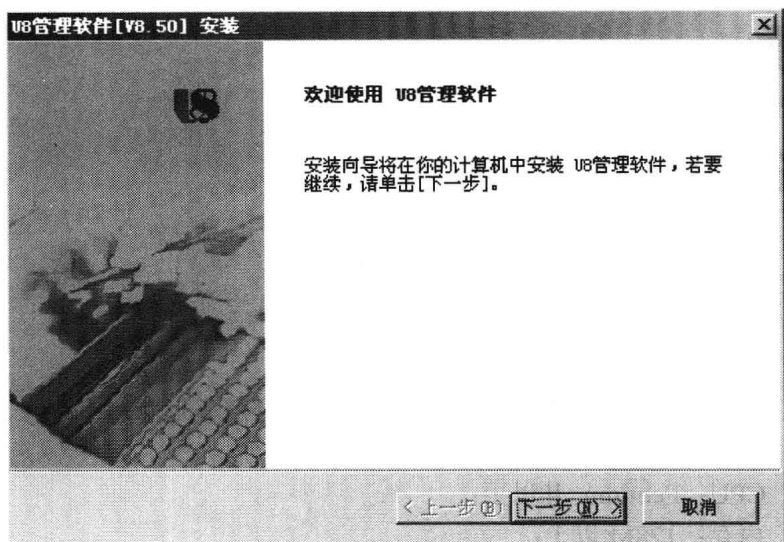 U8管理软件[V8.50] 安装
U8
欢迎使用 U8管理软件
安装向导将在你的计算机中安装 U8管理软件，若要
继续，请单击[下一步]。
<上一步(B) 下一步(N) > 取消